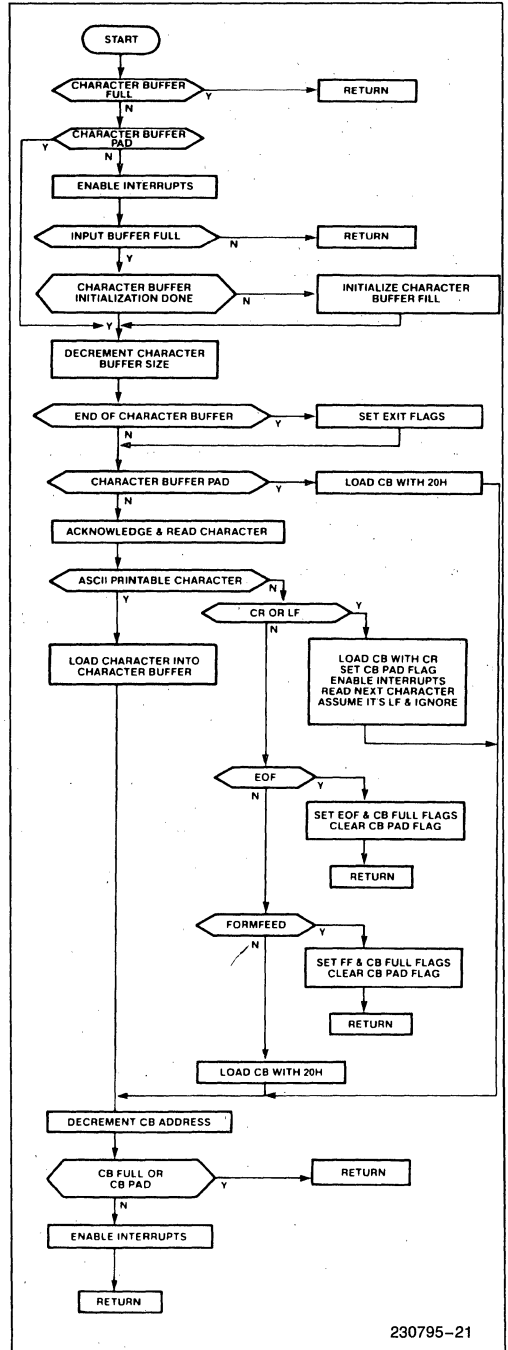 START
CHARACTER BUFFER
FULL
Y
RETURN
N
CHARACTER BUFFER
PAD
Y
N
ENABLE INTERRUPTS
INPUT BUFFER FULL
N
RETURN
Y
CHARACTER BUFFER
INITIALIZATION DONE
N
INITIALIZE CHARACTER
BUFFER FILL
Y
DECREMENT CHARACTER
BUFFER SIZE
END OF CHARACTER BUFFER
Y
SET EXIT FLAGS
N
CHARACTER BUFFER PAD
Y
LOAD CB WITH 20H
N
ACKNOWLEDGE & READ CHARACTER
ASCII PRINTABLE CHARACTER
N
Y
CR OR LF
Y
N
LOAD CHARACTER INTO
CHARACTER BUFFER
LOAD CB WITH CR
SET CB PAD FLAG
ENABLE INTERRUPTS
READ NEXT CHARACTER
ASSUME IT'S LF & IGNORE
EOF
Y
N
SET EOF & CB FULL FLAGS
CLEAR CB PAD FLAG
RETURN
FORMFEED
Y
N
SET FF & CB FULL FLAGS
CLEAR CB PAD FLAG
RETURN
LOAD CB WITH 20H
DECREMENT CB ADDRESS
CB FULL OR
CB PAD
Y
RETURN
N
ENABLE INTERRUPTS
RETURN
230795–21